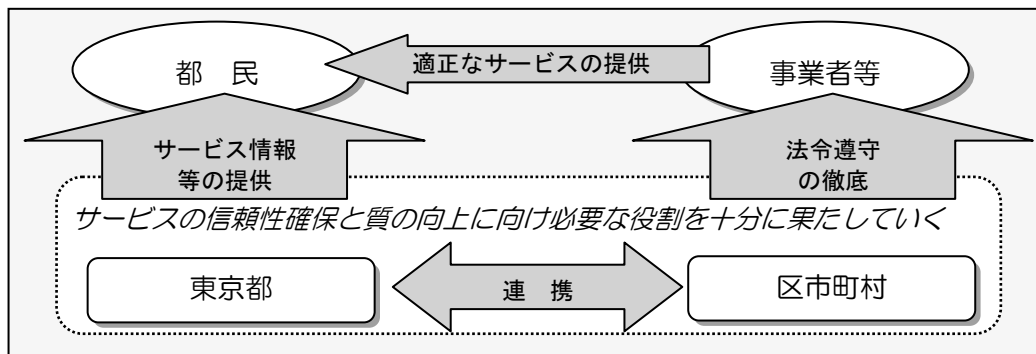 都　民
適正なサービスの提供
事業者等
サービス情報
等の提供
法令遵守
の徹底
サービスの信頼性確保と質の向上に向け必要な役割を十分に果たしていく
東京都
連　携
区市町村